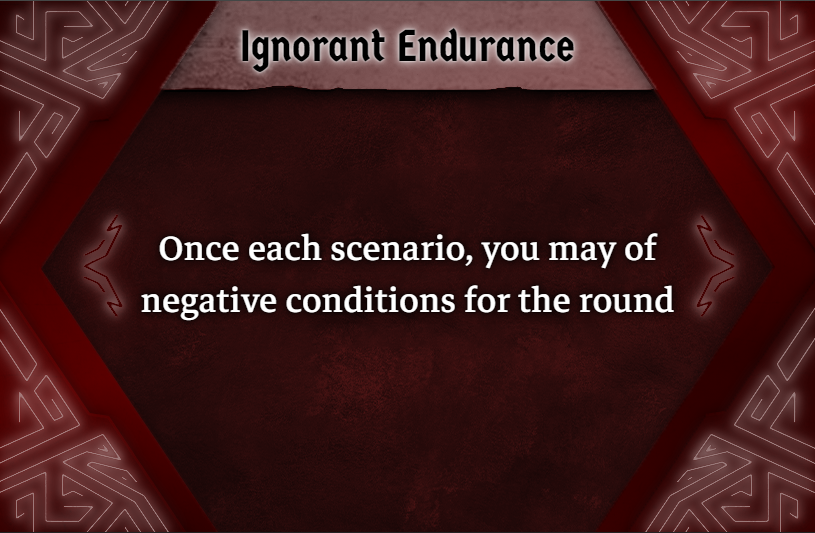 Ignorant Endurance
Once each scenario, you may of
negative conditions for the round